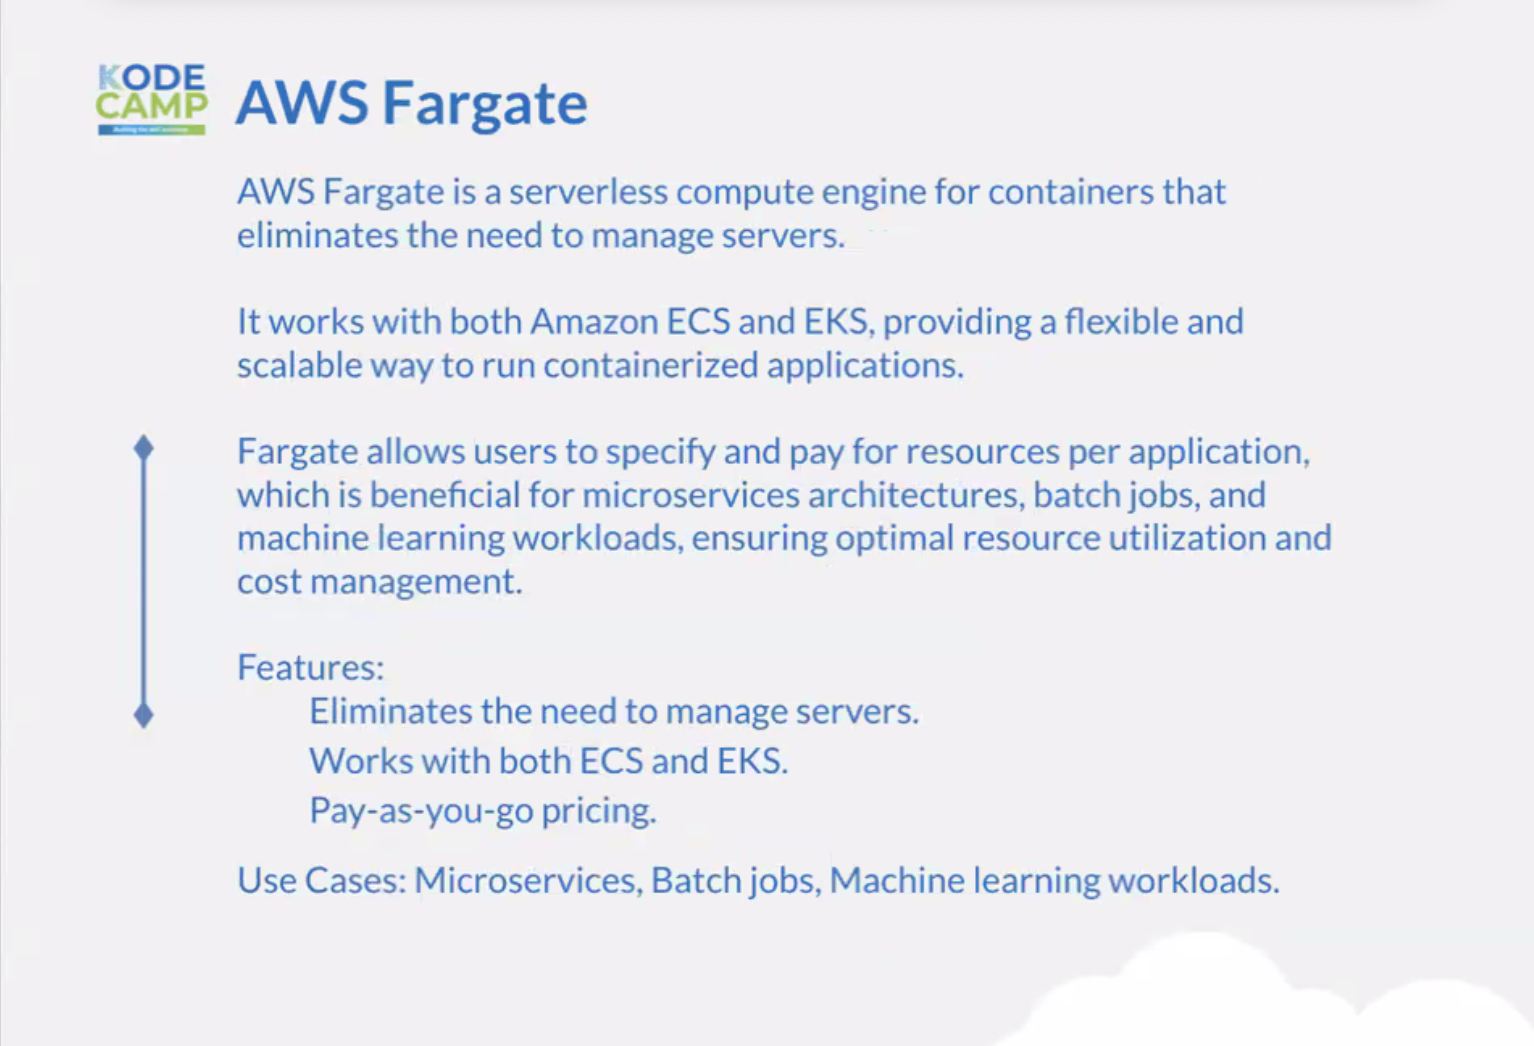 KODE
CAMP
AWS Fargate
AWS Fargate is a serverless compute engine for containers that
eliminates the need to manage servers.
It works with both Amazon ECS and EKS, providing a flexible and
scalable way to run containerized applications.
Fargate allows users to specify and pay for resources per application,
which is beneficial for microservices architectures, batch jobs, and
machine learning workloads, ensuring optimal resource utilization and
cost management.
Features:
Eliminates the need to manage servers.
Works with both ECS and EKS.
Pay-as-you-go pricing.
Use Cases: Microservices, Batch jobs, Machine learning workloads.